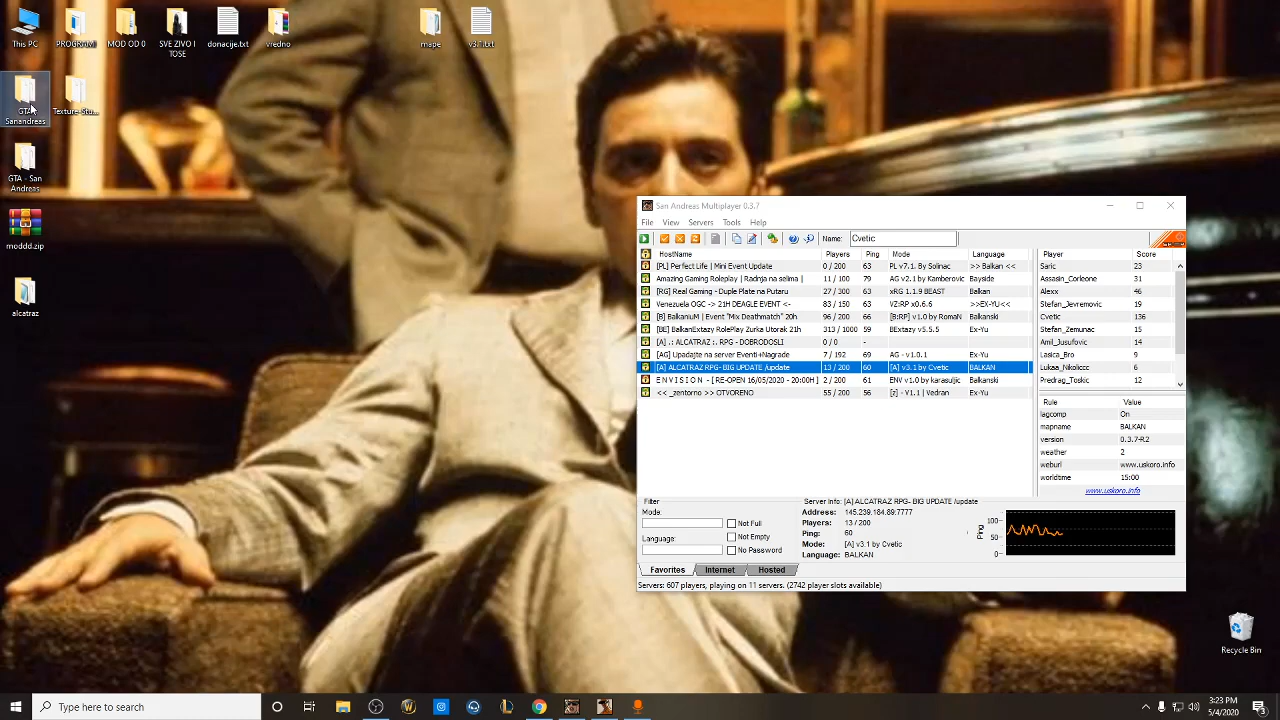 This PC
PROGRAMI
MOD OD 0
SVE ZIVO I TOSE
donacije.txt
vredno
mape
v3.1.txt
GTA Sanandreas
Texture-Stu...
GTA - San Andreas
moddd.zip
alcatraz
San Andreas Multiplayer 0.3.7
File View Servers Tools Help
Name: Cvetic
HostName Players Ping Mode Language
[PL] Perfect Life | Mini Event Update 0 / 200 63 PL v7.1. By Solinac >> Balkan <<
Amazing Gaming Roleplay | Radnja na selima | 11 / 100 79 AG v2.1 by Kamberovic Bayside
[RG] Real Gaming - Duple Plate na Putaru 27 / 300 63 xRG 1.1.9 BEAST Balkan
Venezuela OGC -> 21H DEAGLE EVENT <- 83 / 150 63 VZ:RP x0.6.6 >>EX-YU<<
[B] BalkaniuM | Event "Mix Deathmatch" 20h 96 / 200 66 [B:RP] v1.0 by RomaN Balkanski
[BE] BalkanExtazy RolePlay Zurka Utorak 21h 313 / 1000 59 BExtazy v5.5.5 Ex-Yu
[A] .: ALCATRAZ :. RPG - DOBRODOSLI 0 / 0 -
[AG] Upadajte na server Eventi+Nagrade 7 / 192 69 AG - v1.0.1 Ex-Yu
[A] ALCATRAZ RPG- BIG UPDATE /update 13 / 200 60 [A] v3.1 by Cvetic BALKAN
E N V I S I O N - [RE-OPEN 16/05/2020 - 20:00H] 2 / 200 61 ENV v1.0 by karasuljic Balkanski
<< _zentorno >> OTVORENO 55 / 200 56 [z] - V1.1 | Vedran Ex-Yu
Player Score
Saric 23
Assasin_Corleone 31
Alexx 46
Stefan_Jevremovic 19
Cvetic 136
Stefan_Zemunac 15
Amil_Jusufovic 14
Lasica_Bro 9
Lukaa_Nikoliccc 6
Predrag_Toskic 12
Rule Value
lagcomp On
mapname BALKAN
version 0.3.7-R2
weather 2
weburl www.uskoro.info
worldtime 15:00
www.uskoro.info
Filter
Mode:
Not Full
Not Empty
Language:
No Password
Server Info: [A] ALCATRAZ RPG- BIG UPDATE /update
Address: 145.239.184.89:7777
Players: 13 / 200
Ping: 60
Mode: [A] v3.1 by Cvetic
Language: BALKAN
Ping
100-
50-
0-
Favorites Internet Hosted
Servers: 607 players, playing on 11 servers. (2742 player slots available)
Recycle Bin
Type here to search
3:23 PM
5/4/2020